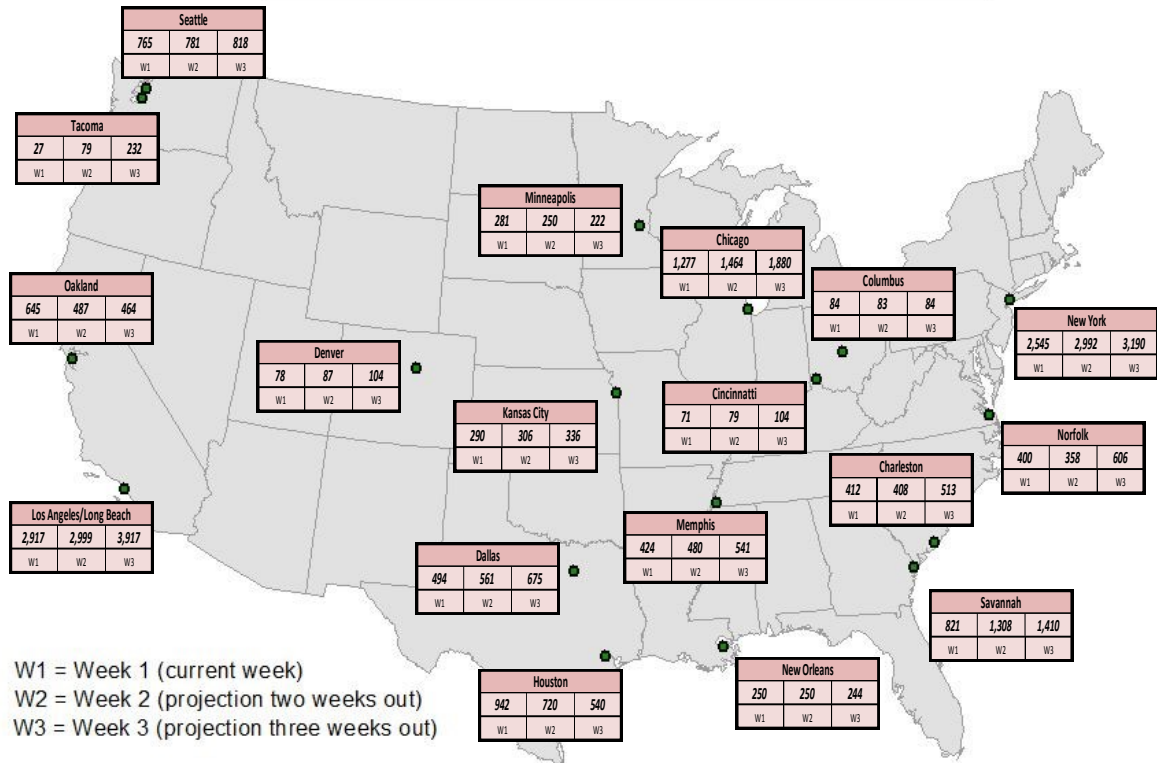 Seattle
765 781 818
W1 W2 W3
Tacoma
27 79 232
W1 W2 W3
Minneapolis
281 250 222
W1 W2 W3
Chicago
1,277 1,464 1,880
W1 W2 W3
Columbus
84 83 84
W1 W2 W3
Oakland
645 487 464
W1 W2 W3
New York
2,545 2,992 3,190
W1 W2 W3
Denver
78 87 104
W1 W2 W3
Cincinnatti
71 79 104
W1 W2 W3
Kansas City
290 306 336
W1 W2 W3
Norfolk
400 358 606
W1 W2 W3
Charleston
412 408 513
W1 W2 W3
Los Angeles/Long Beach
2,917 2,999 3,917
W1 W2 W3
Memphis
424 480 541
W1 W2 W3
Dallas
494 561 675
W1 W2 W3
Savannah
821 1,308 1,410
W1 W2 W3
New Orleans
250 250 244
W1 W2 W3
Houston
942 720 540
W1 W2 W3
W1 = Week 1 (current week)
W2 = Week 2 (projection two weeks out)
W3 = Week 3 (projection three weeks out)